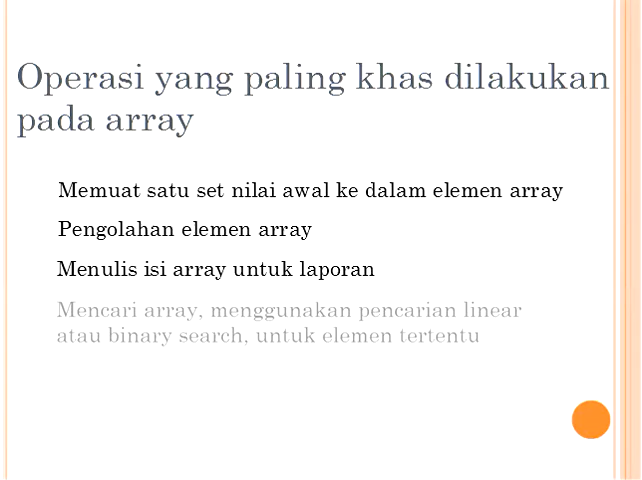 Operasi yang paling khas dilakukan
pada array
Memuat satu set nilai awal ke dalam elemen array
Pengolahan elemen array
Menulis isi array untuk laporan
Mencari array, menggunakan pencarian linear
atau binary search, untuk elemen tertentu